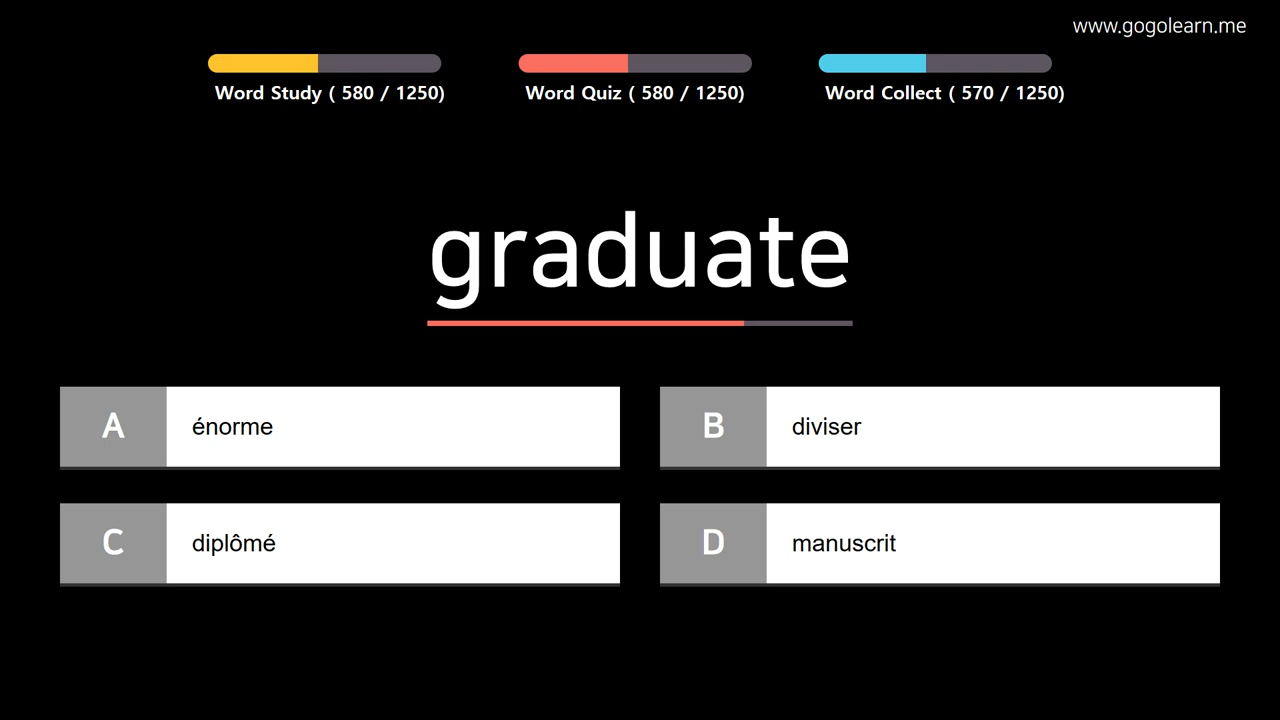 www.gogolearn.me
Word Study ( 580 / 1250)
Word Quiz ( 580 / 1250)
Word Collect ( 570 / 1250)
graduate
A
énorme
B
diviser
C
diplômé
D
manuscrit